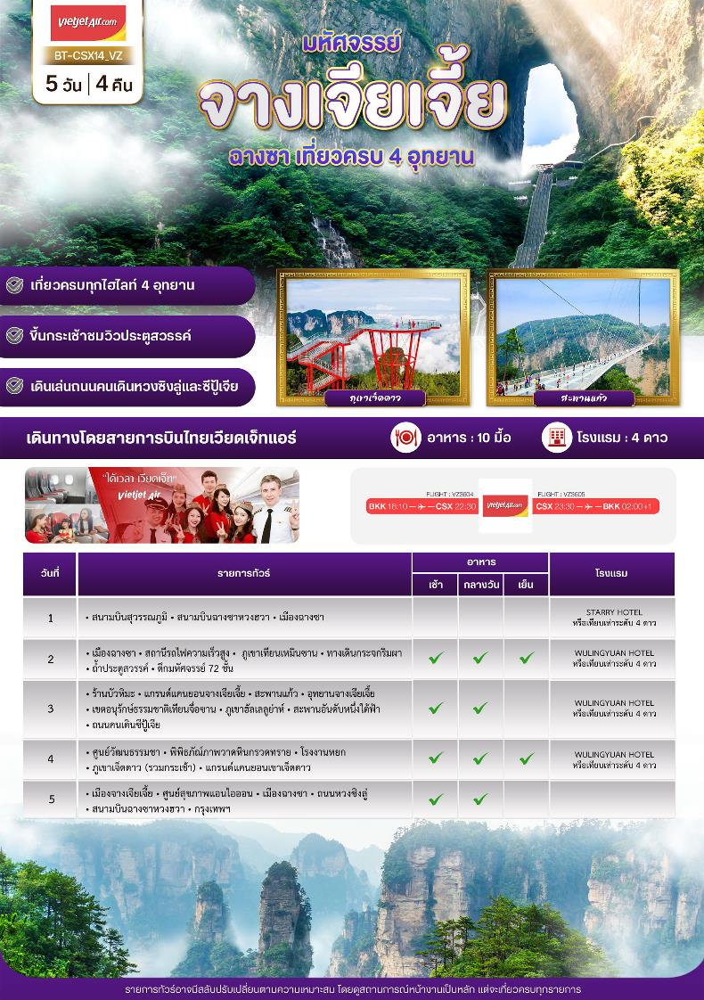 vietjetAir.com
BT-CSX14_VZ
5 วัน | 4 คืน
มหัศจรรย์
จางเจียเจี้ย
ฉางซา เที่ยวครบ 4 อุทยาน
เที่ยวครบทุกไฮไลท์ 4 อุทยาน
ขึ้นกระเช้าชมวิวประตูสวรรค์
เดินเล่นถนนคนเดินหวงซิงลู่และซีปู้เจีย
ภูเขาเจ็ดดาว
สะพานแก้ว
เดินทางโดยสายการบินไทยเวียดเจ็ทแอร์
อาหาร : 10 มื้อ
โรงแรม : 4 ดาว
"ได้เวลา เวียดเจ็ท"
vietjet Air
FLIGHT : VZ3604
BKK 18:10 — CSX 22:30
vietjetAir.com
FLIGHT : VZ3605
CSX 23:30 — BKK 02:00+1
วันที่ รายการทัวร์ อาหาร โรงแรม
เช้า กลางวัน เย็น
1 • สนามบินสุวรรณภูมิ • สนามบินฉางซาหวงฮวา • เมืองฉางซา STARRY HOTEL
หรือเทียบเท่าระดับ 4 ดาว
2 • เมืองฉางซา • สถานีรถไฟความเร็วสูง • ภูเขาเทียนเหมินซาน • ทางเดินกระจกริมผา
• ถ้ำประตูสวรรค์ • ตึกมหัศจรรย์ 72 ชั้น
✓ ✓ ✓ WULINGYUAN HOTEL
หรือเทียบเท่าระดับ 4 ดาว
3 • ร้านบัวหิมะ • แกรนด์แคนยอนจางเจียเจี้ย • สะพานแก้ว • อุทยานจางเจียเจี้ย
• เขตอนุรักษ์ธรรมชาติเทียนจื่อซาน • ภูเขาฮัลเลลูย่าห์ • สะพานอันดับหนึ่งใต้ฟ้า
• ถนนคนเดินซีปู้เจีย
✓ ✓ WULINGYUAN HOTEL
หรือเทียบเท่าระดับ 4 ดาว
4 • ศูนย์วัฒนธรรมชา • พิพิธภัณ์ภาพวาดหินกรวดทราย • โรงงานหยก
• ภูเขาเจ็ดดาว (รวมกระเช้า) • แกรนด์แคนยอนเขาเจ็ดดาว
✓ ✓ ✓ WULINGYUAN HOTEL
หรือเทียบเท่าระดับ 4 ดาว
5 • เมืองจางเจียเจี้ย • ศูนย์สุขภาพแอนไอออน • เมืองฉางซา • ถนนหวงซิงลู่
• สนามบินฉางซาหวงฮวา • กรุงเทพฯ
✓ ✓
รายการทัวร์อาจมีสลับปรับเปลี่ยนตามความเหมาะสม โดยดูสถานการณ์หน้างานเป็นหลัก แต่จะเที่ยวครบทุกรายการ